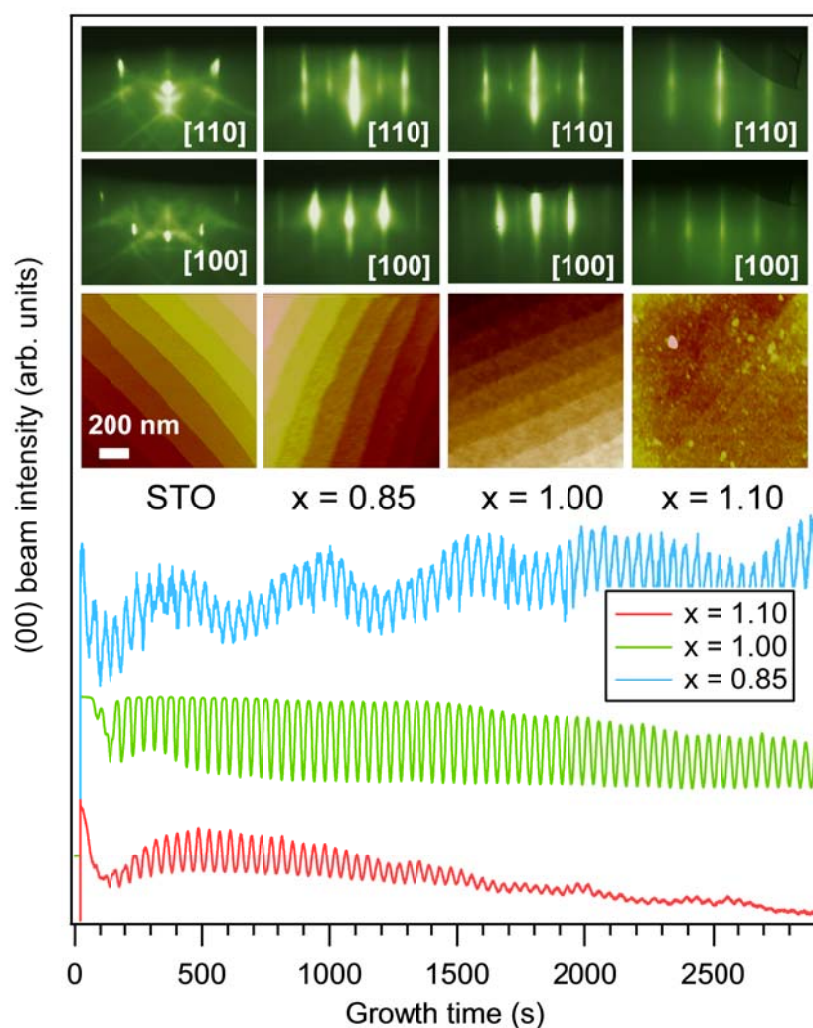 [110] [110] [110] [110]
[100] [100] [100] [100]
200 nm
STO x = 0.85 x = 1.00 x = 1.10
(00) beam intensity (arb. units)
x = 1.10
x = 1.00
x = 0.85
0 500 1000 1500 2000 2500
Growth time (s)